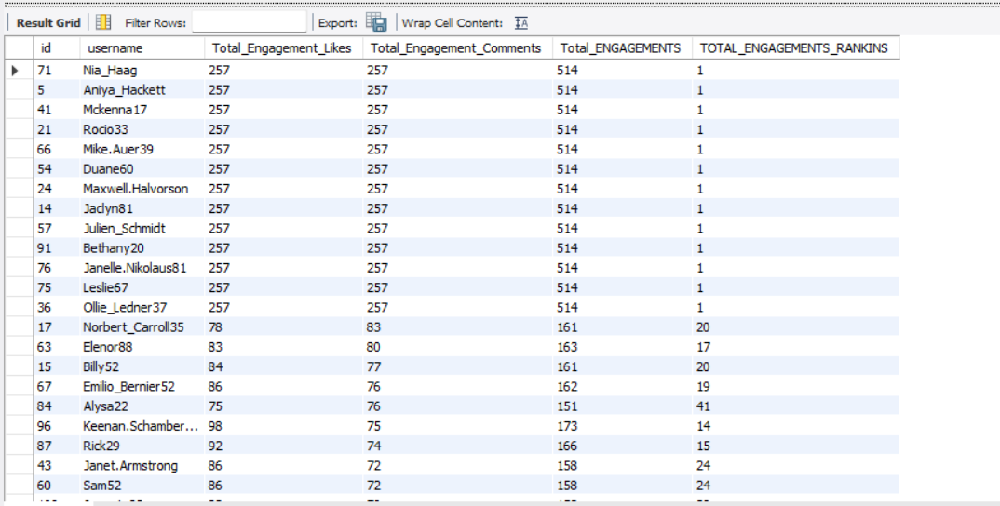 Result Grid Filter Rows: Export: Wrap Cell Content: IA
id username Total_Engagement_Likes Total_Engagement_Comments Total_ENGAGEMENTS TOTAL_ENGAGEMENTS_RANKINS
71 Nia_Haag 257 257 514 1
5 Aniya_Hackett 257 257 514 1
41 Mckenna17 257 257 514 1
21 Rocio33 257 257 514 1
66 Mike.Auer39 257 257 514 1
54 Duane60 257 257 514 1
24 Maxwell.Halvorson 257 257 514 1
14 Jaclyn81 257 257 514 1
57 Julien_Schmidt 257 257 514 1
91 Bethany20 257 257 514 1
76 Janelle.Nikolaus81 257 257 514 1
75 Leslie67 257 257 514 1
36 Ollie_Ledner37 257 257 514 1
17 Norbert_Carroll35 78 83 161 20
63 Elenor88 83 80 163 17
15 Billy52 84 77 161 20
67 Emilio_Bernier52 86 76 162 19
84 Alysa22 75 76 151 41
96 Keenan.Schamber... 98 75 173 14
87 Rick29 92 74 166 15
43 Janet.Armstrong 86 72 158 24
60 Sam52 86 72 158 24